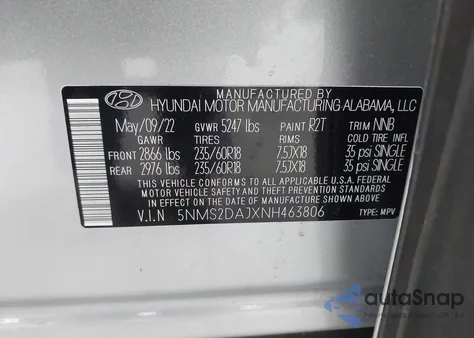 MANUFACTURED BY
HYUNDAI MOTOR MANUFACTURING ALABAMA, LLC
May/09/22 GVWR 5247 lbs PAINT R2T TRIM NNB
GAWR TIRES RIMS COLD TIRE INFL
FRONT 2866 lbs 235/60R18 7.5JX18 35 psi SINGLE
REAR 2976 lbs 235/60R18 7.5JX18 35 psi SINGLE
THIS VEHICLE CONFORMS TO ALL APPLICABLE U.S.A. FEDERAL
MOTOR VEHICLE SAFETY AND THEFT PREVENTION STANDARDS
IN EFFECT ON THE DATE OF MANUFACTURE SHOWN ABOVE.
V.I.N 5NMS2DAJXNH463806 TYPE: MPV
autoSnap